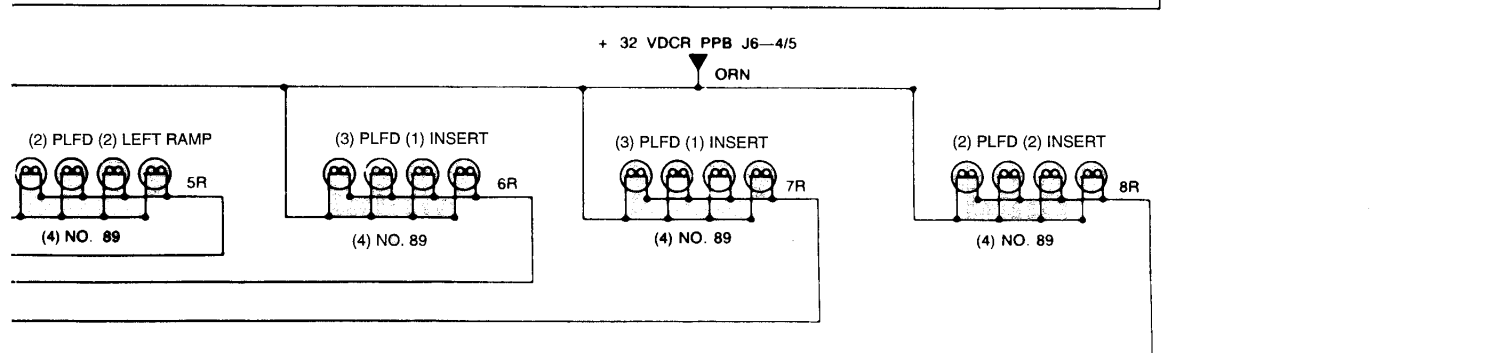 + 32 VDCR PPB J6—4/5
ORN
(2) PLFD (2) LEFT RAMP
(3) PLFD (1) INSERT
(3) PLFD (1) INSERT
(2) PLFD (2) INSERT
5R
6R
7R
8R
(4) NO. 89
(4) NO. 89
(4) NO. 89
(4) NO. 89